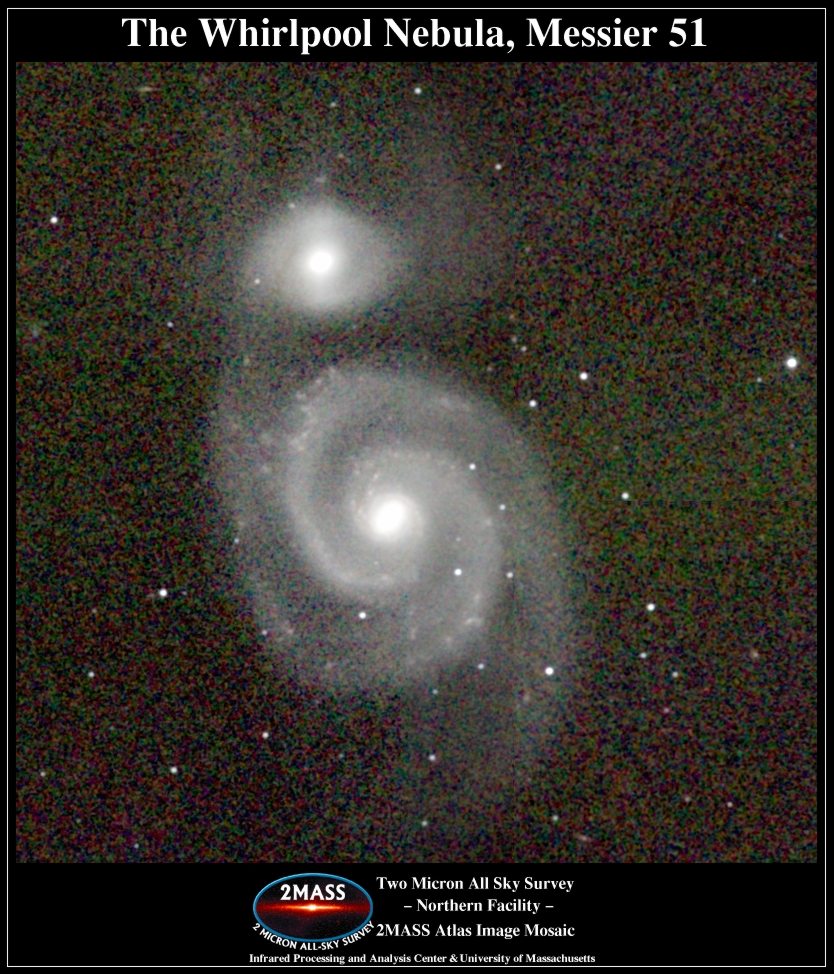 The Whirlpool Nebula, Messier 51
2MASS
2 MICRON ALL-SKY SURVEY
Two Micron All Sky Survey
– Northern Facility –
2MASS Atlas Image Mosaic
Infrared Processing and Analysis Center & University of Massachusetts